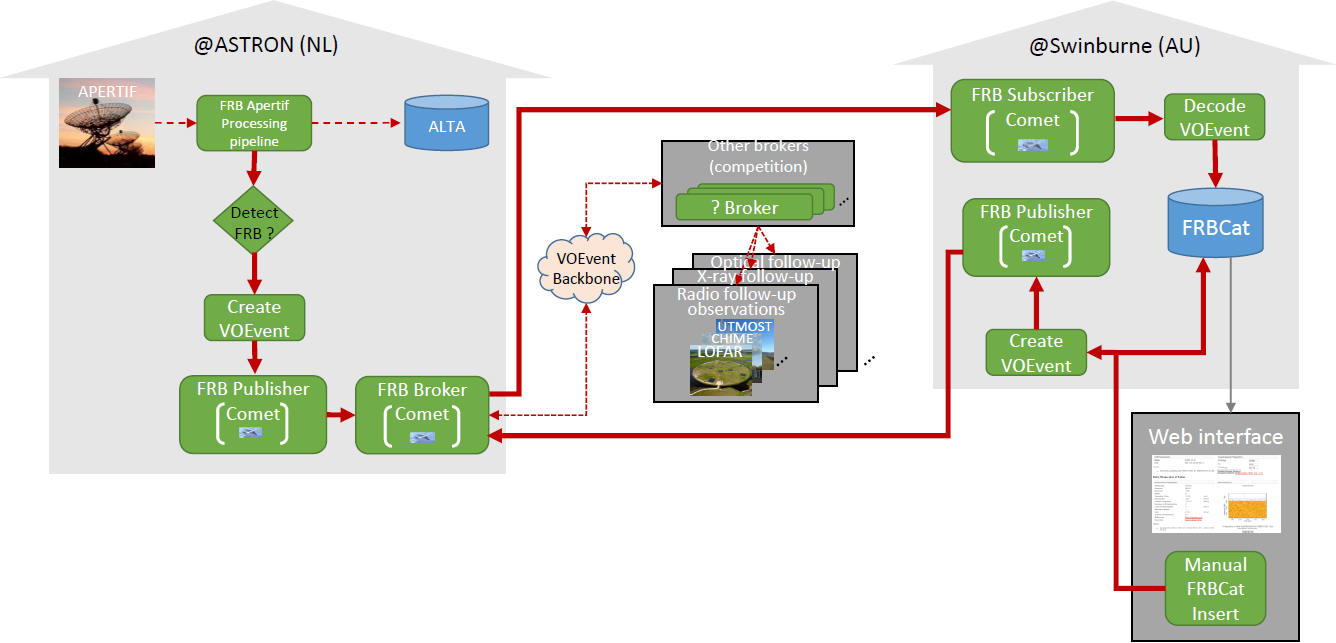 @ASTRON (NL)
APERTIF
FRB Apertif
Processing
pipeline
ALTA
Detect
FRB ?
Create
VOEvent
FRB Publisher
Comet
FRB Broker
Comet
VOEvent
Backbone
Other brokers
(competition)
? Broker
...
Optical follow-up
X-ray follow-up
Radio follow-up
observations
UTMOST
CHIME
LOFAR
...
...
@Swinburne (AU)
FRB Subscriber
Comet
Decode
VOEvent
FRB Publisher
Comet
FRBCat
Create
VOEvent
Web interface
Manual
FRBCat
Insert